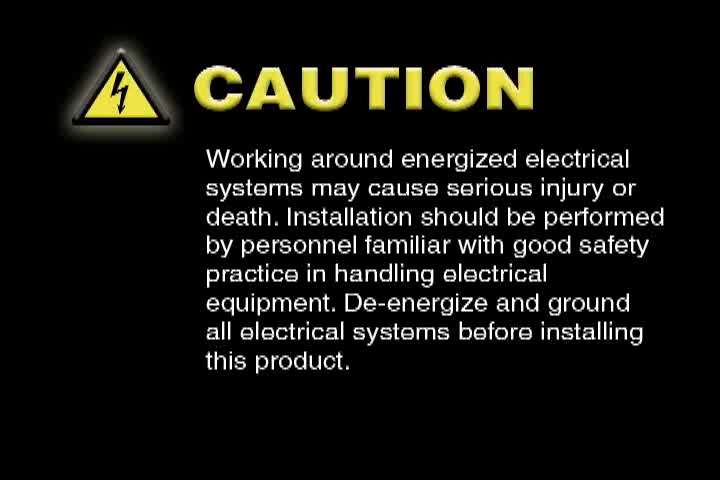 CAUTION
Working around energized electrical
systems may cause serious injury or
death. Installation should be performed
by personnel familiar with good safety
practice in handling electrical
equipment. De-energize and ground
all electrical systems before installing
this product.